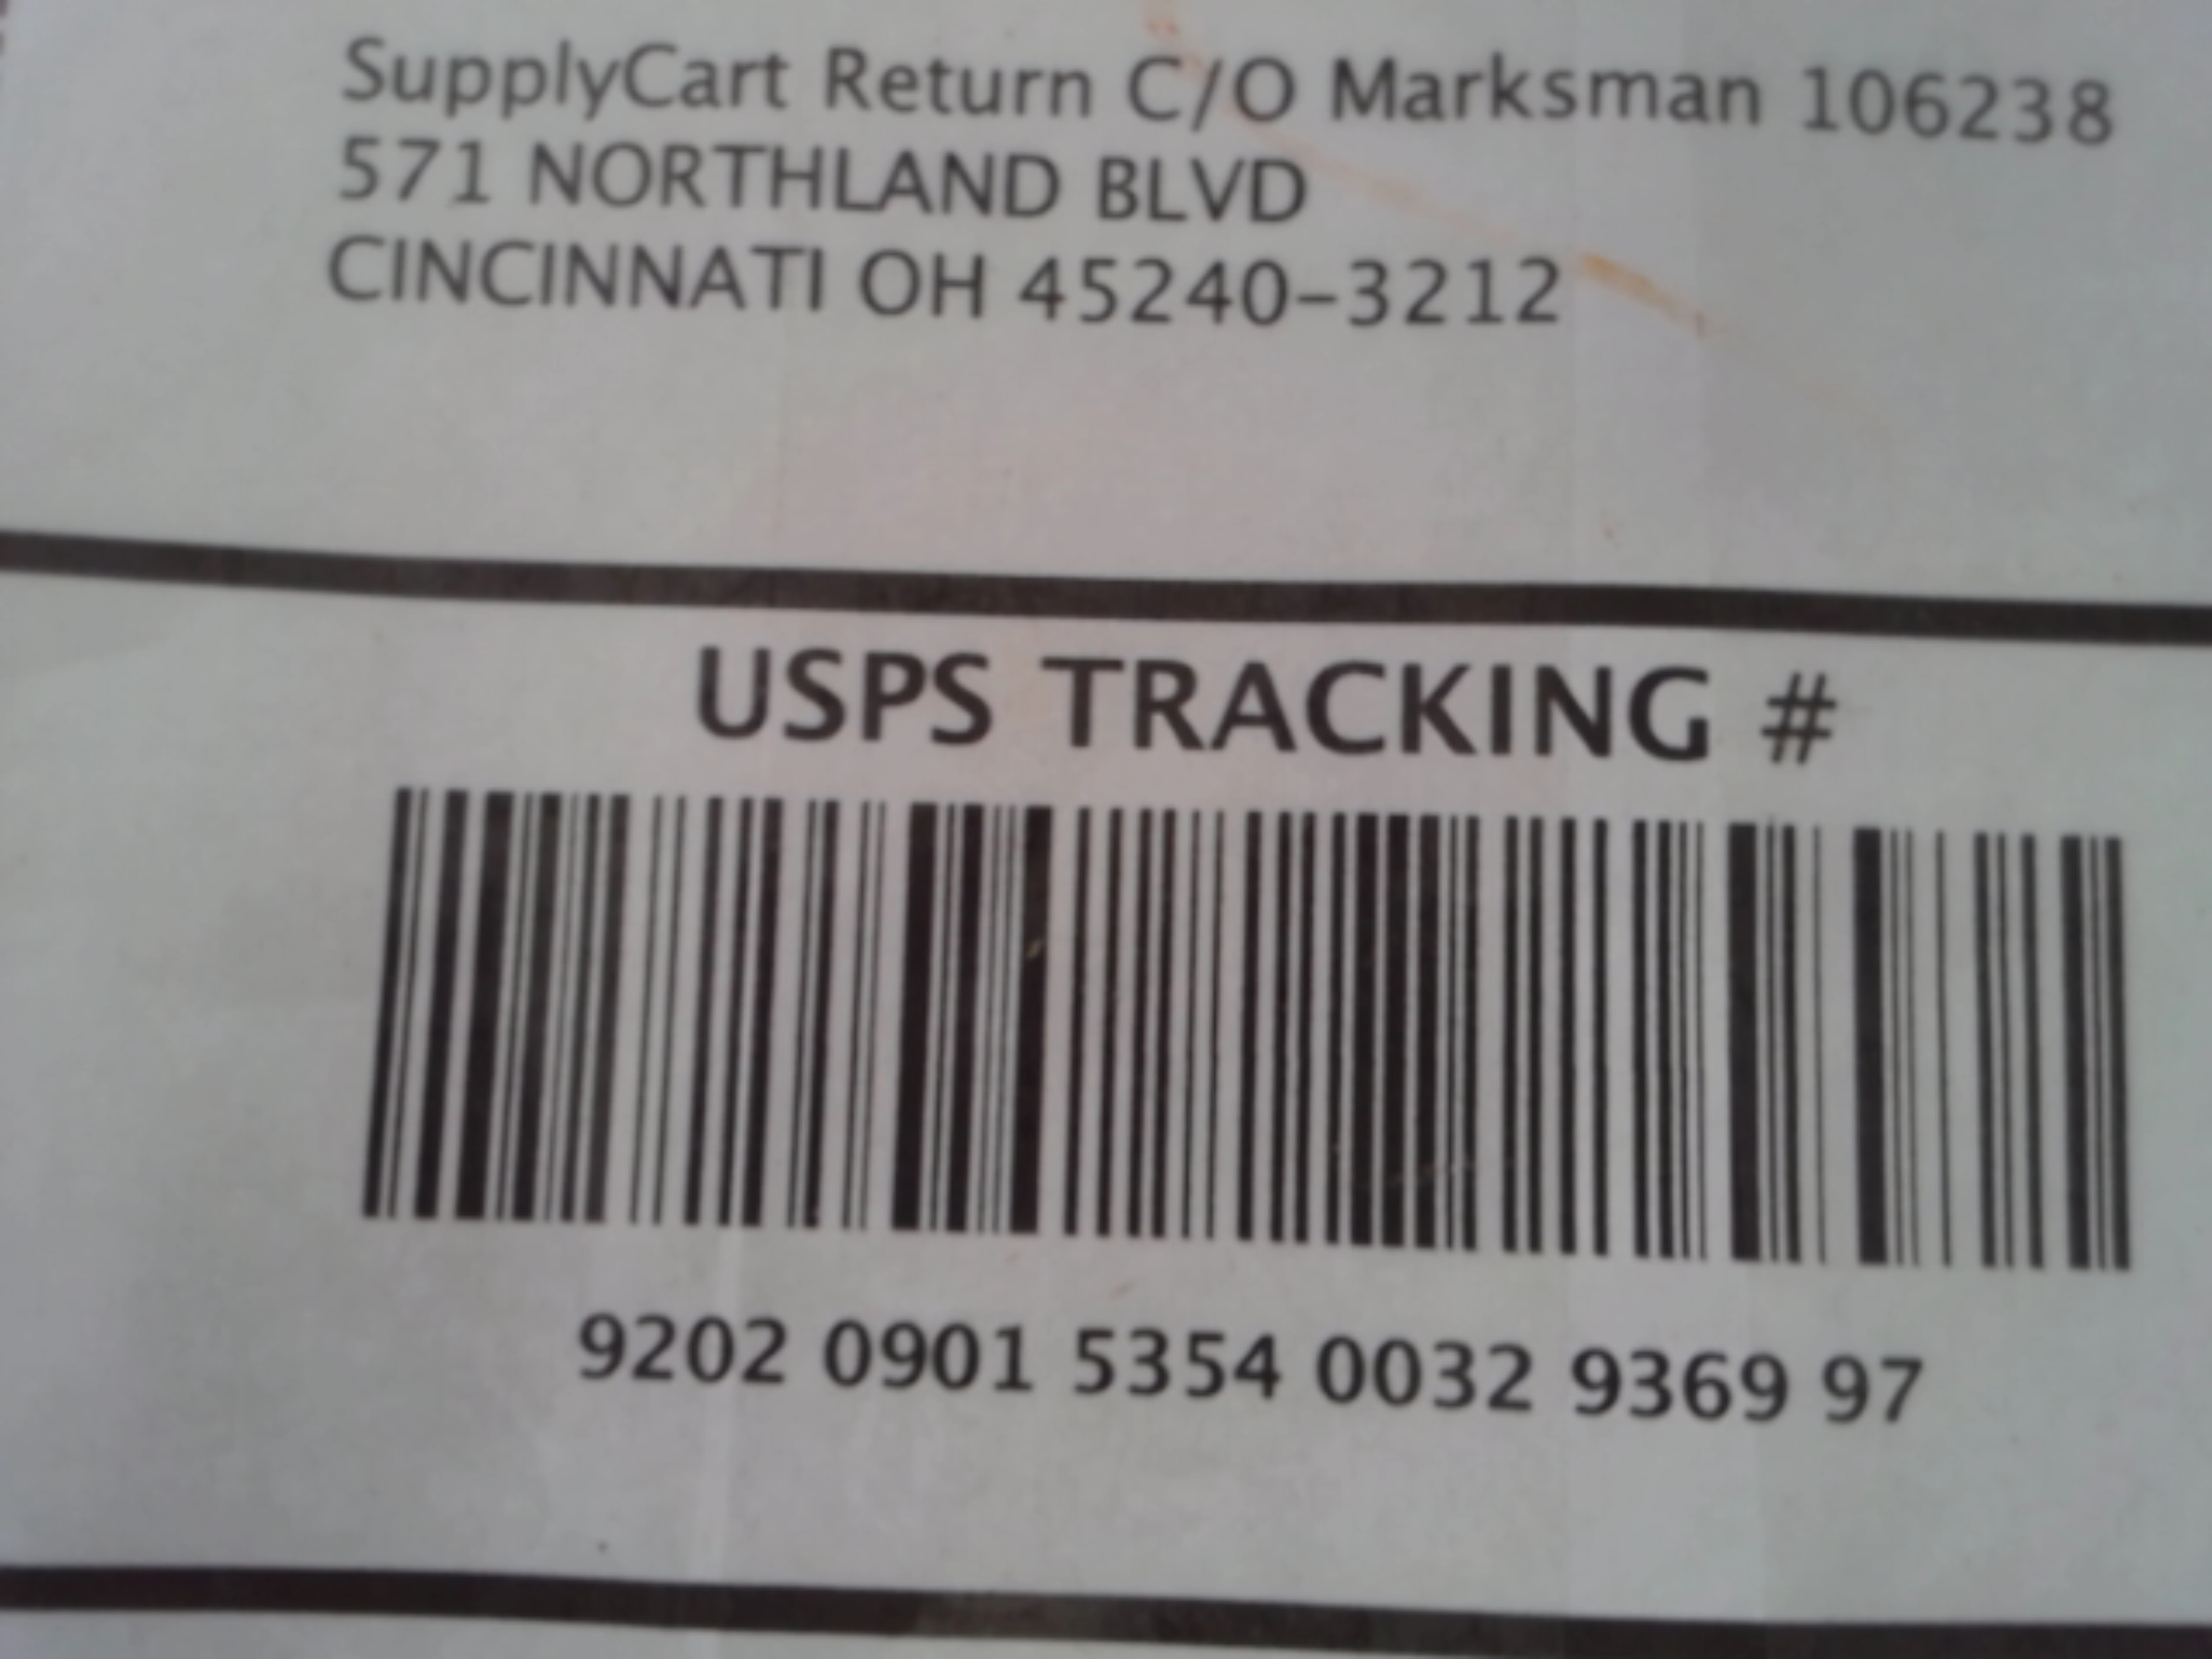 SupplyCart Return C/O Marksman 106238
571 NORTHLAND BLVD
CINCINNATI OH 45240-3212
USPS TRACKING #
9202 0901 5354 0032 9369 97